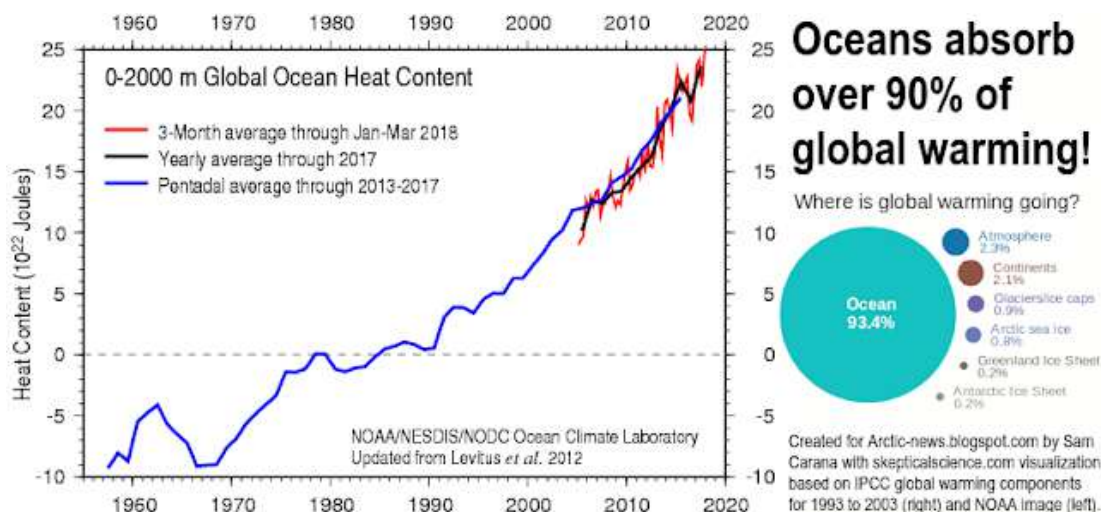 1960 1970 1980 1990 2000 2010 2020
25
20
15
10
5
0
-5
-10
Heat Content (10²² Joules)
0-2000 m Global Ocean Heat Content
3-Month average through Jan-Mar 2018
Yearly average through 2017
Pentadal average through 2013-2017
NOAA/NESDIS/NODC Ocean Climate Laboratory
Updated from Levitus et al. 2012
25
20
15
10
5
0
-5
-10
1960 1970 1980 1990 2000 2010 2020
Oceans absorb
over 90% of
global warming!
Where is global warming going?
Ocean
93.4%
Atmosphere
2.3%
Continents
2.1%
Glaciers/ice caps
0.9%
Arctic sea ice
0.8%
Greenland Ice Sheet
0.2%
Antarctic Ice Sheet
0.2%
Created for Arctic-news.blogspot.com by Sam
Carana with skepticalscience.com visualization
based on IPCC global warming components
for 1993 to 2003 (right) and NOAA image (left).